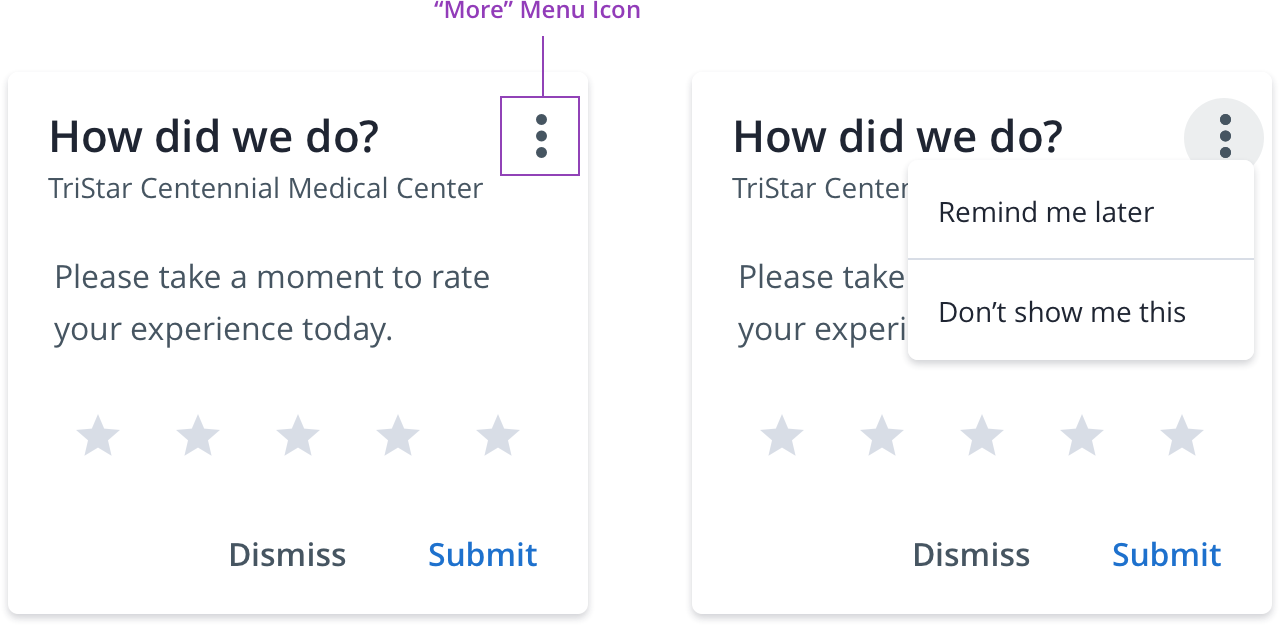 “More” Menu Icon
How did we do?
TriStar Centennial Medical Center
Please take a moment to rate
your experience today.
Dismiss
Submit
How did we do?
TriStar Center
Remind me later
Please take
Don’t show me this
your experi
Dismiss
Submit